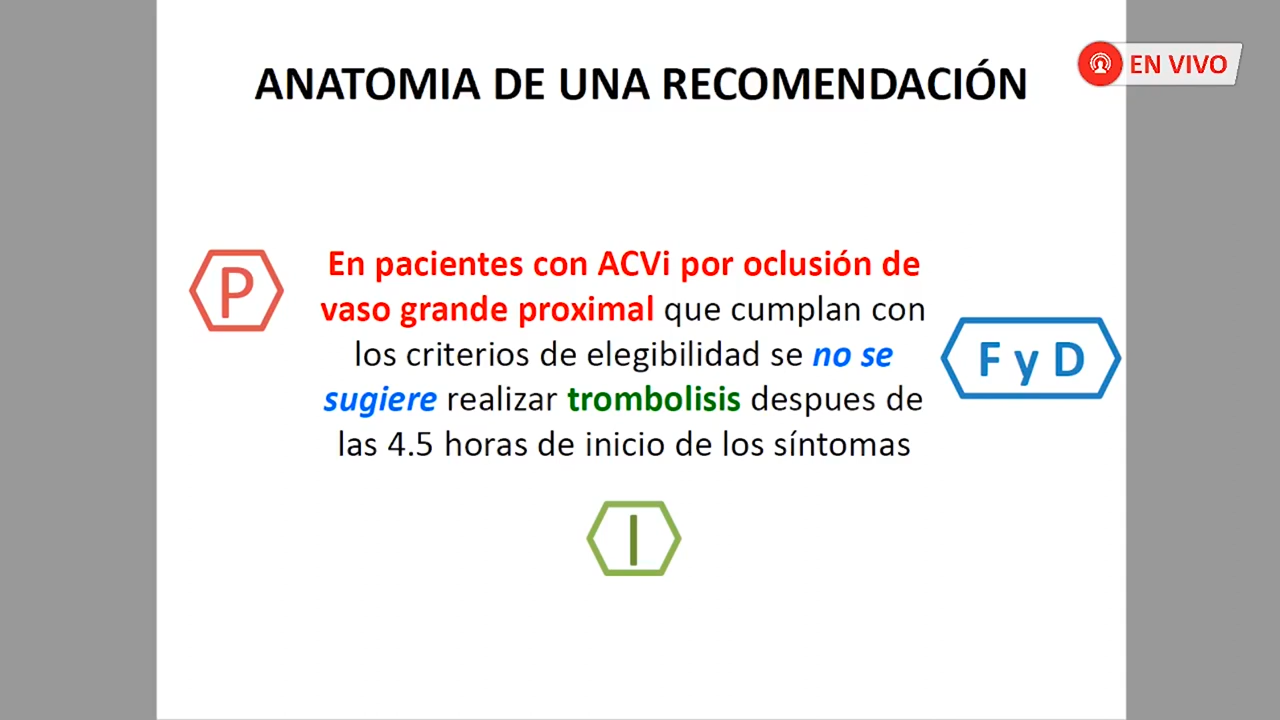 ANATOMIA DE UNA RECOMENDACIÓN
EN VIVO
P
En pacientes con ACVi por oclusión de
vaso grande proximal que cumplan con
los criterios de elegibilidad se no se
sugiere realizar trombolisis despues de
las 4.5 horas de inicio de los síntomas
F y D
I